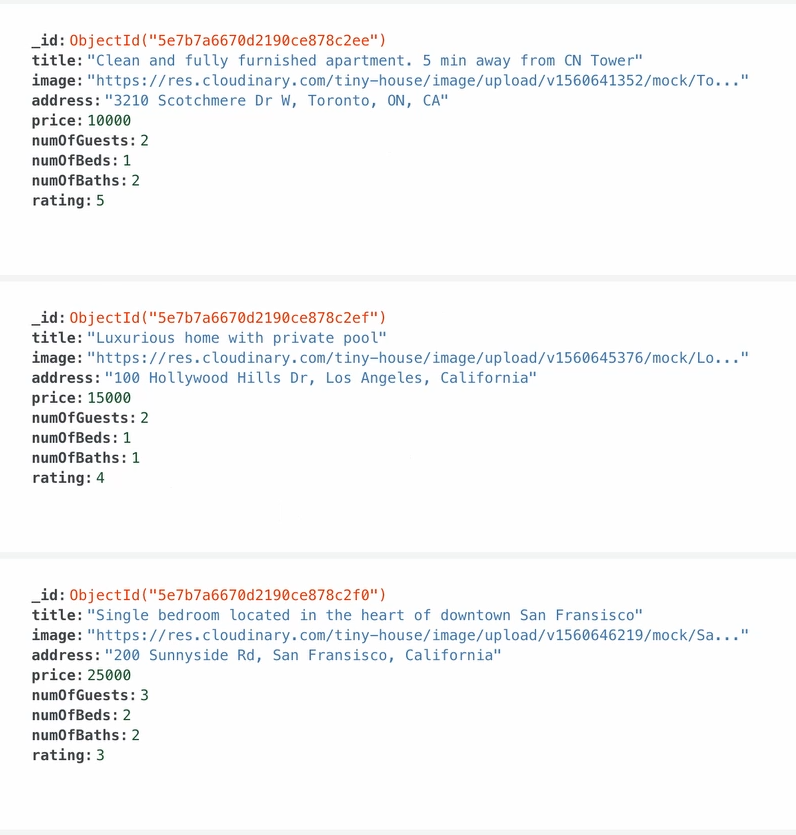 _id: ObjectId("5e7b7a6670d2190ce878c2ee")
title: "Clean and fully furnished apartment. 5 min away from CN Tower"
image: "https://res.cloudinary.com/tiny-house/image/upload/v1560641352/mock/To..."
address: "3210 Scotchmere Dr W, Toronto, ON, CA"
price: 10000
numOfGuests: 2
numOfBeds: 1
numOfBaths: 2
rating: 5
_id: ObjectId("5e7b7a6670d2190ce878c2ef")
title: "Luxurious home with private pool"
image: "https://res.cloudinary.com/tiny-house/image/upload/v1560645376/mock/Lo..."
address: "100 Hollywood Hills Dr, Los Angeles, California"
price: 15000
numOfGuests: 2
numOfBeds: 1
numOfBaths: 1
rating: 4
_id: ObjectId("5e7b7a6670d2190ce878c2f0")
title: "Single bedroom located in the heart of downtown San Fransisco"
image: "https://res.cloudinary.com/tiny-house/image/upload/v1560646219/mock/Sa..."
address: "200 Sunnyside Rd, San Fransisco, California"
price: 25000
numOfGuests: 3
numOfBeds: 2
numOfBaths: 2
rating: 3